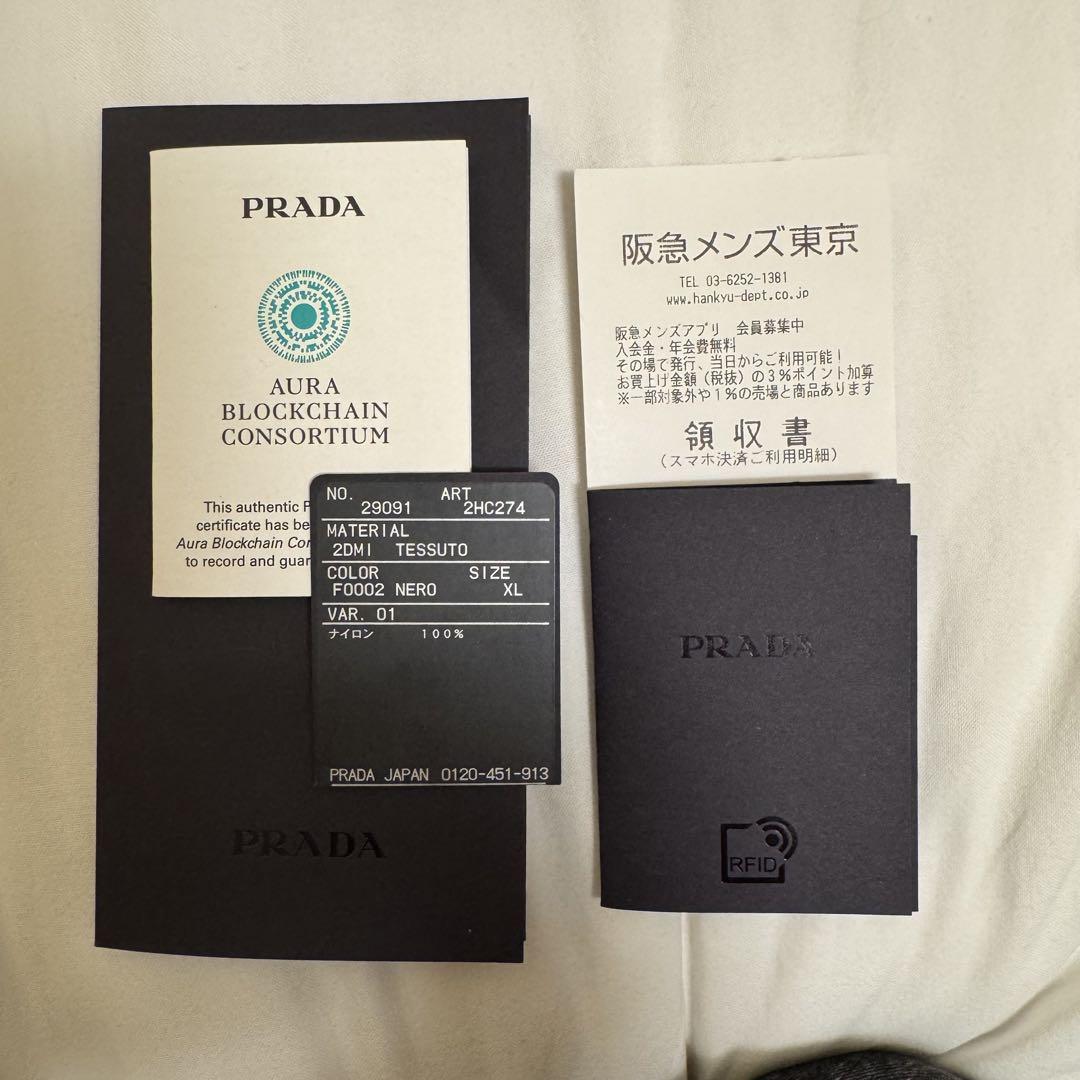 PRADA
AURA
BLOCKCHAIN
CONSORTIUM
This authentic P
certificate has be
Aura Blockchain Con
to record and guar
NO. ART
29091 2HC274
MATERIAL
2DMI TESSUTO
COLOR SIZE
F0002 NERO XL
VAR. 01
ナイロン 100%
PRADA JAPAN 0120-451-913
PRADA
阪急メンズ東京
TEL 03-6252-1381
www.hankyu-dept.co.jp
阪急メンズアプリ 会員募集中
入会金・年会費無料
その場で発行、当日からご利用可能!
お買上げ金額(税抜)の3%ポイント加算
※一部対象外や1%の売場と商品あります
領収書
(スマホ決済ご利用明細)
PRADA
RFID